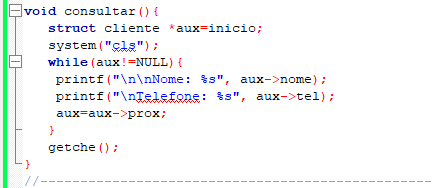 void consultar(){
struct cliente *aux=inicio;
system("cls");
while(aux!=NULL){
printf("\n\nNome: %s", aux->nome);
printf("\nTelefone: %s", aux->tel);
aux=aux->prox;
}
getche();
}
//--------------------------------------------------